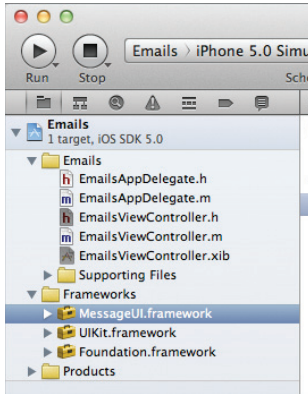 Emails > iPhone 5.0 Simu
Run Stop Sch
Emails
1 target, iOS SDK 5.0
Emails
h EmailsAppDelegate.h
m EmailsAppDelegate.m
h EmailsViewController.h
m EmailsViewController.m
EmailsViewController.xib
Supporting Files
Frameworks
MessageUI.framework
UIKit.framework
Foundation.framework
Products